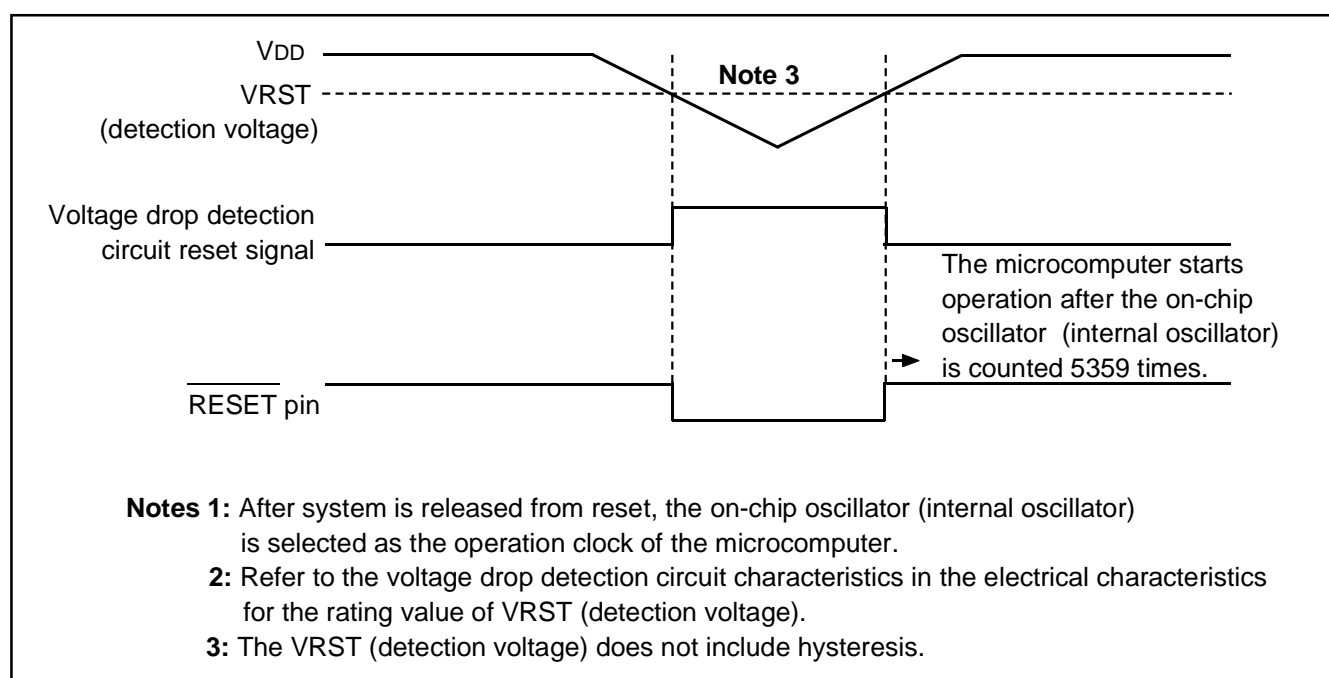 VDD
Note 3
VRST
(detection voltage)
Voltage drop detection
circuit reset signal
The microcomputer starts
operation after the on-chip
oscillator (internal oscillator)
is counted 5359 times.
RESET pin
Notes 1: After system is released from reset, the on-chip oscillator (internal oscillator)
is selected as the operation clock of the microcomputer.
2: Refer to the voltage drop detection circuit characteristics in the electrical characteristics
for the rating value of VRST (detection voltage).
3: The VRST (detection voltage) does not include hysteresis.